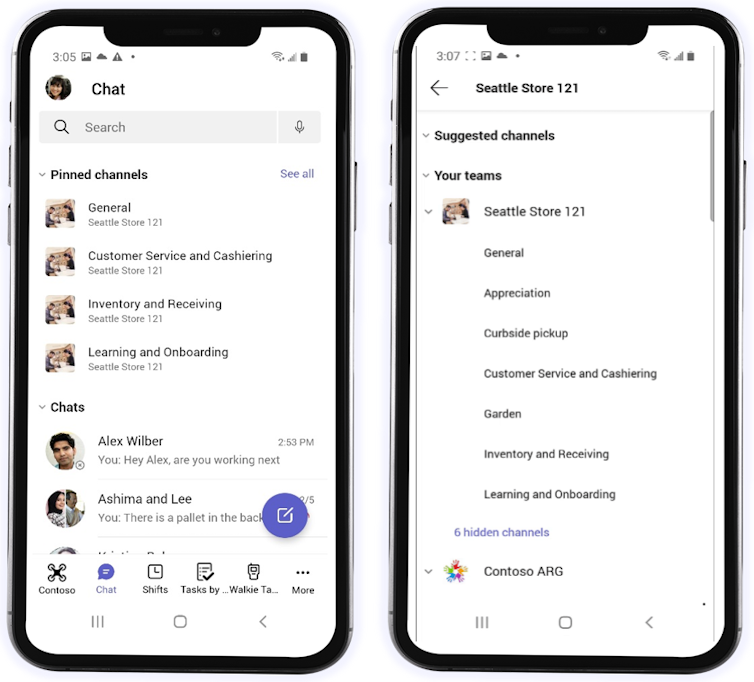 3:05
Chat
Search
Pinned channels
See all
General
Seattle Store 121
Customer Service and Cashiering
Seattle Store 121
Inventory and Receiving
Seattle Store 121
Learning and Onboarding
Seattle Store 121
Chats
Alex Wilber
2:53 PM
You: Hey Alex, are you working next
Ashima and Lee
2/5
You: There is a pallet in the back
Contoso
Chat
Shifts
Tasks by ...
Walkie Ta...
More
3:07
Seattle Store 121
Suggested channels
Your teams
Seattle Store 121
General
Appreciation
Curbside pickup
Customer Service and Cashiering
Garden
Inventory and Receiving
Learning and Onboarding
6 hidden channels
Contoso ARG